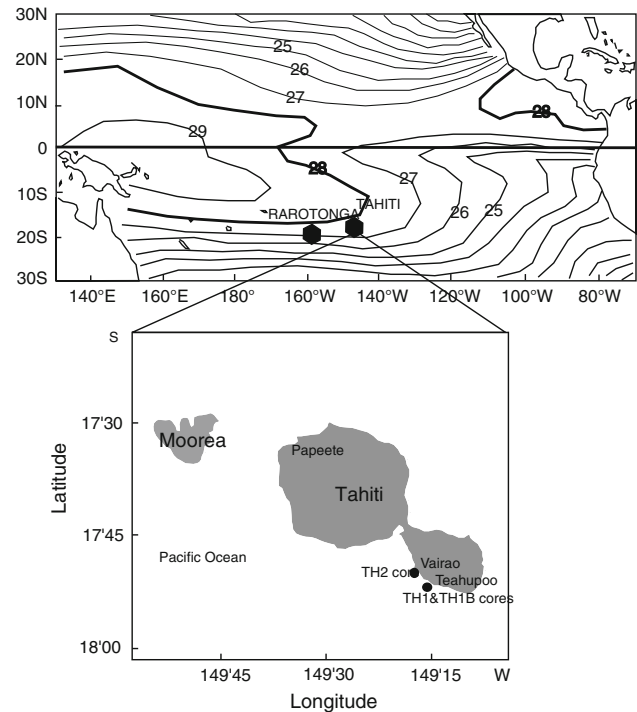 30N
25
20N
26
27
10N
28
29
0
28
27
10S
TAHITI
26
25
RAROTONGA
20S
30S
140°E
160°E
180°
160°W
140°W
120°W
100°W
80°W
S
17'30
Moorea
Papeete
Tahiti
Latitude
17'45
Pacific Ocean
Vairao
TH2 cor
Teahupoo
TH1&TH1B cores
18'00
149'45
149'30
149'15
W
Longitude